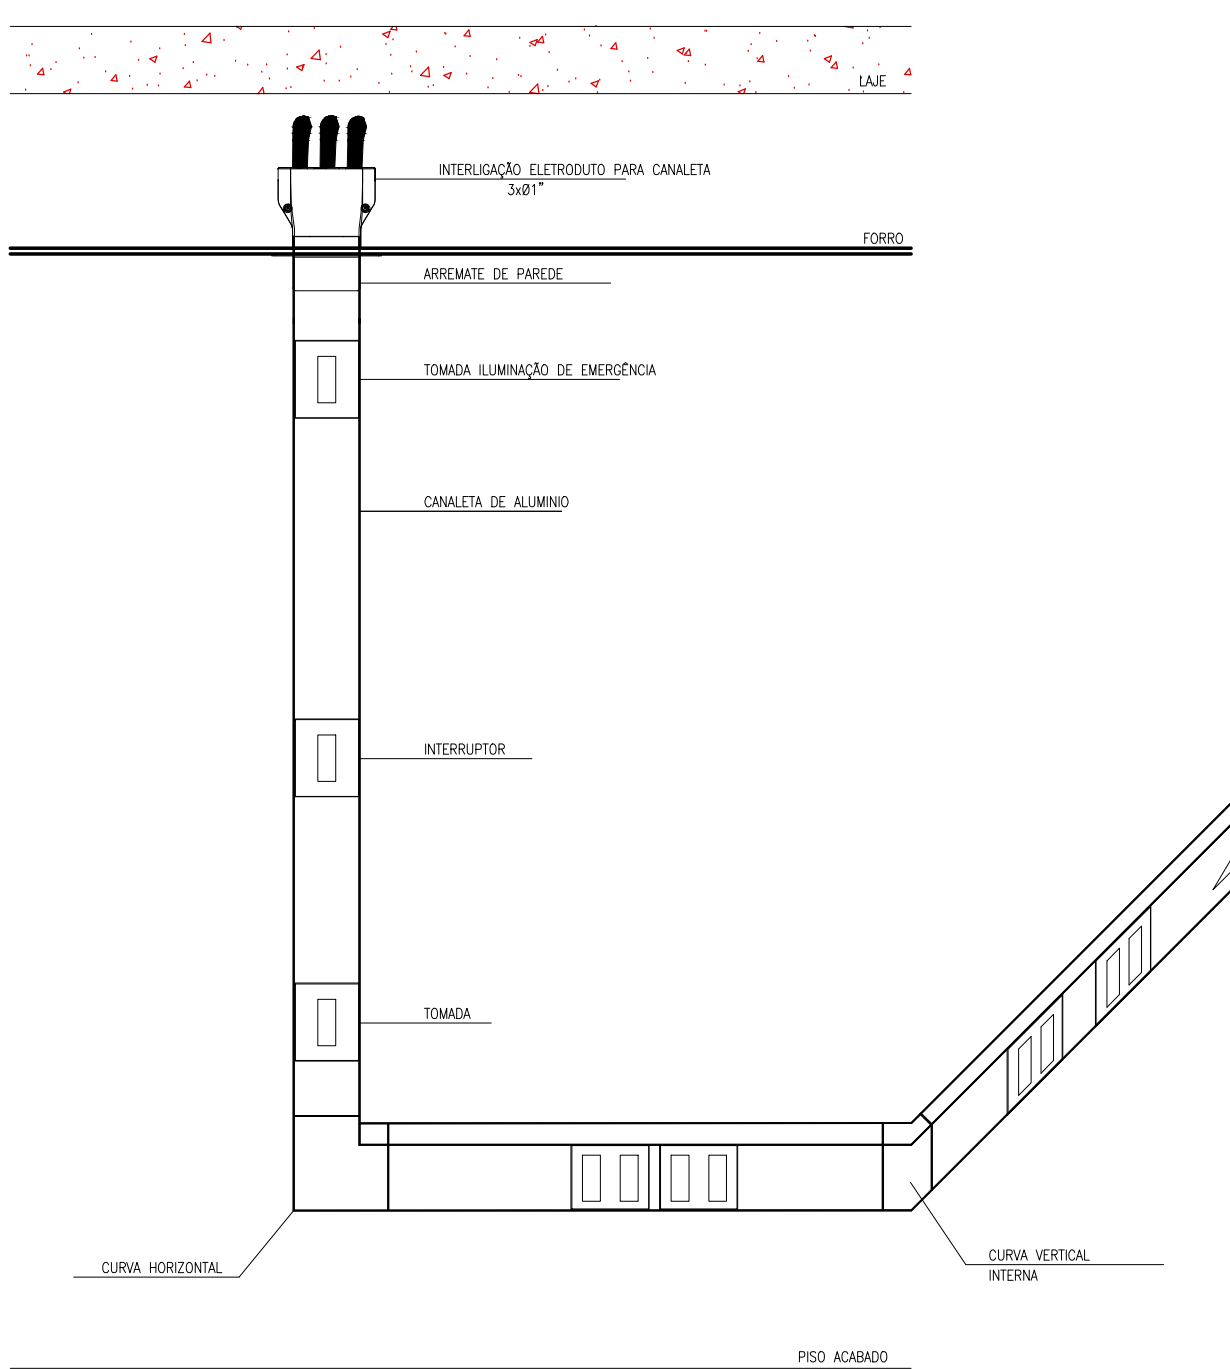 LAJE
INTERLIGAÇÃO ELETRODUTO PARA CANALETA
3xØ1"
FORRO
ARREMATE DE PAREDE
TOMADA ILUMINAÇÃO DE EMERGÊNCIA
CANALETA DE ALUMINIO
INTERRUPTOR
TOMADA
CURVA HORIZONTAL
CURVA VERTICAL
INTERNA
PISO ACABADO